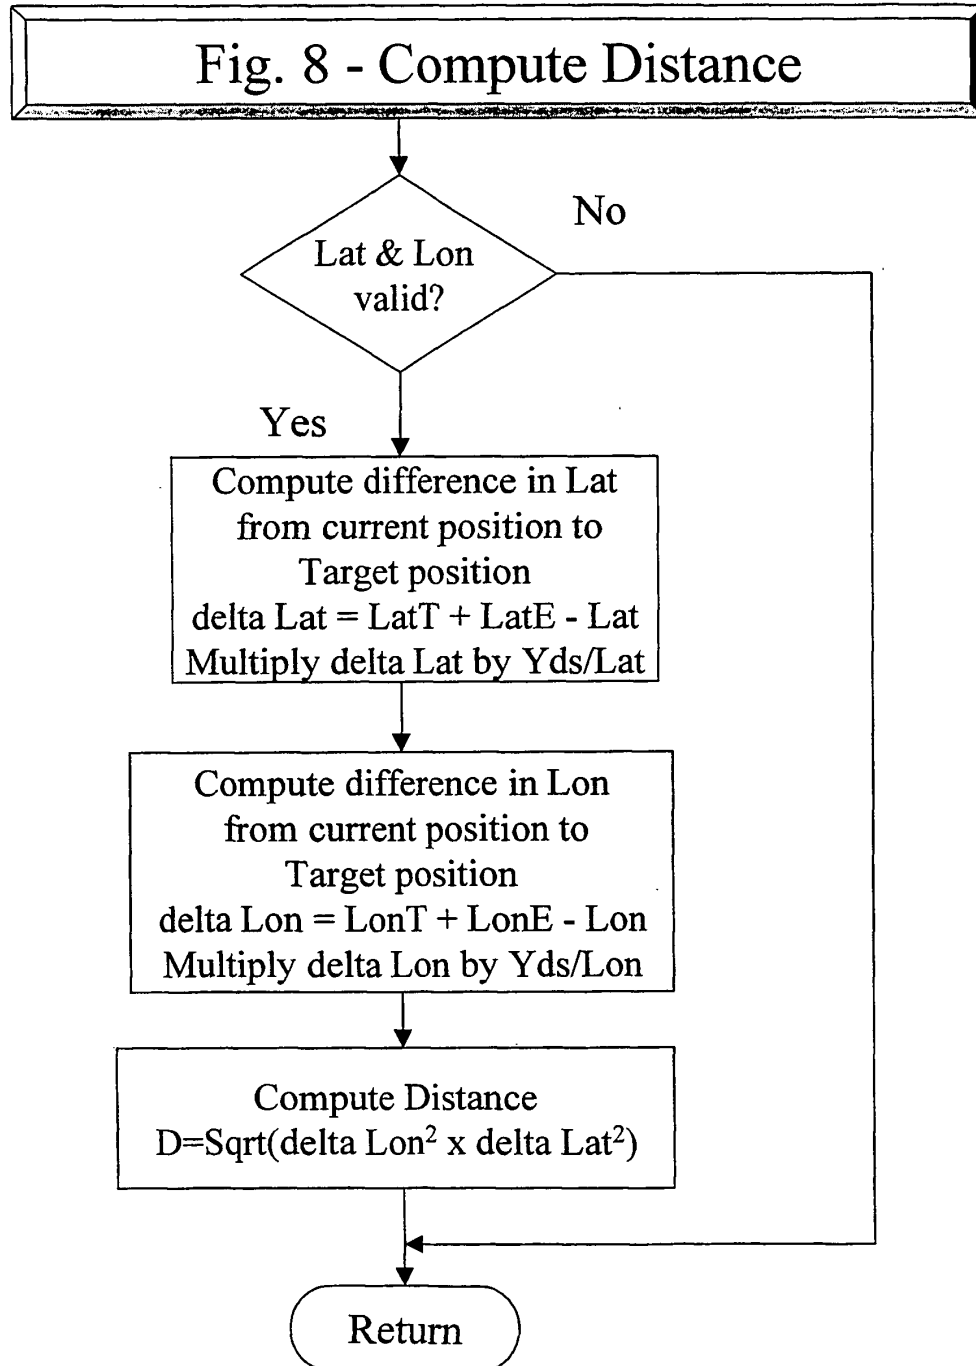 Fig. 8 - Compute Distance
No
Lat & Lon
valid?
Yes
Compute difference in Lat
from current position to
Target position
delta Lat = LatT + LatE - Lat
Multiply delta Lat by Yds/Lat
Compute difference in Lon
from current position to
Target position
delta Lon = LonT + LonE - Lon
Multiply delta Lon by Yds/Lon
Compute Distance
D=Sqrt(delta Lon² x delta Lat²)
Return